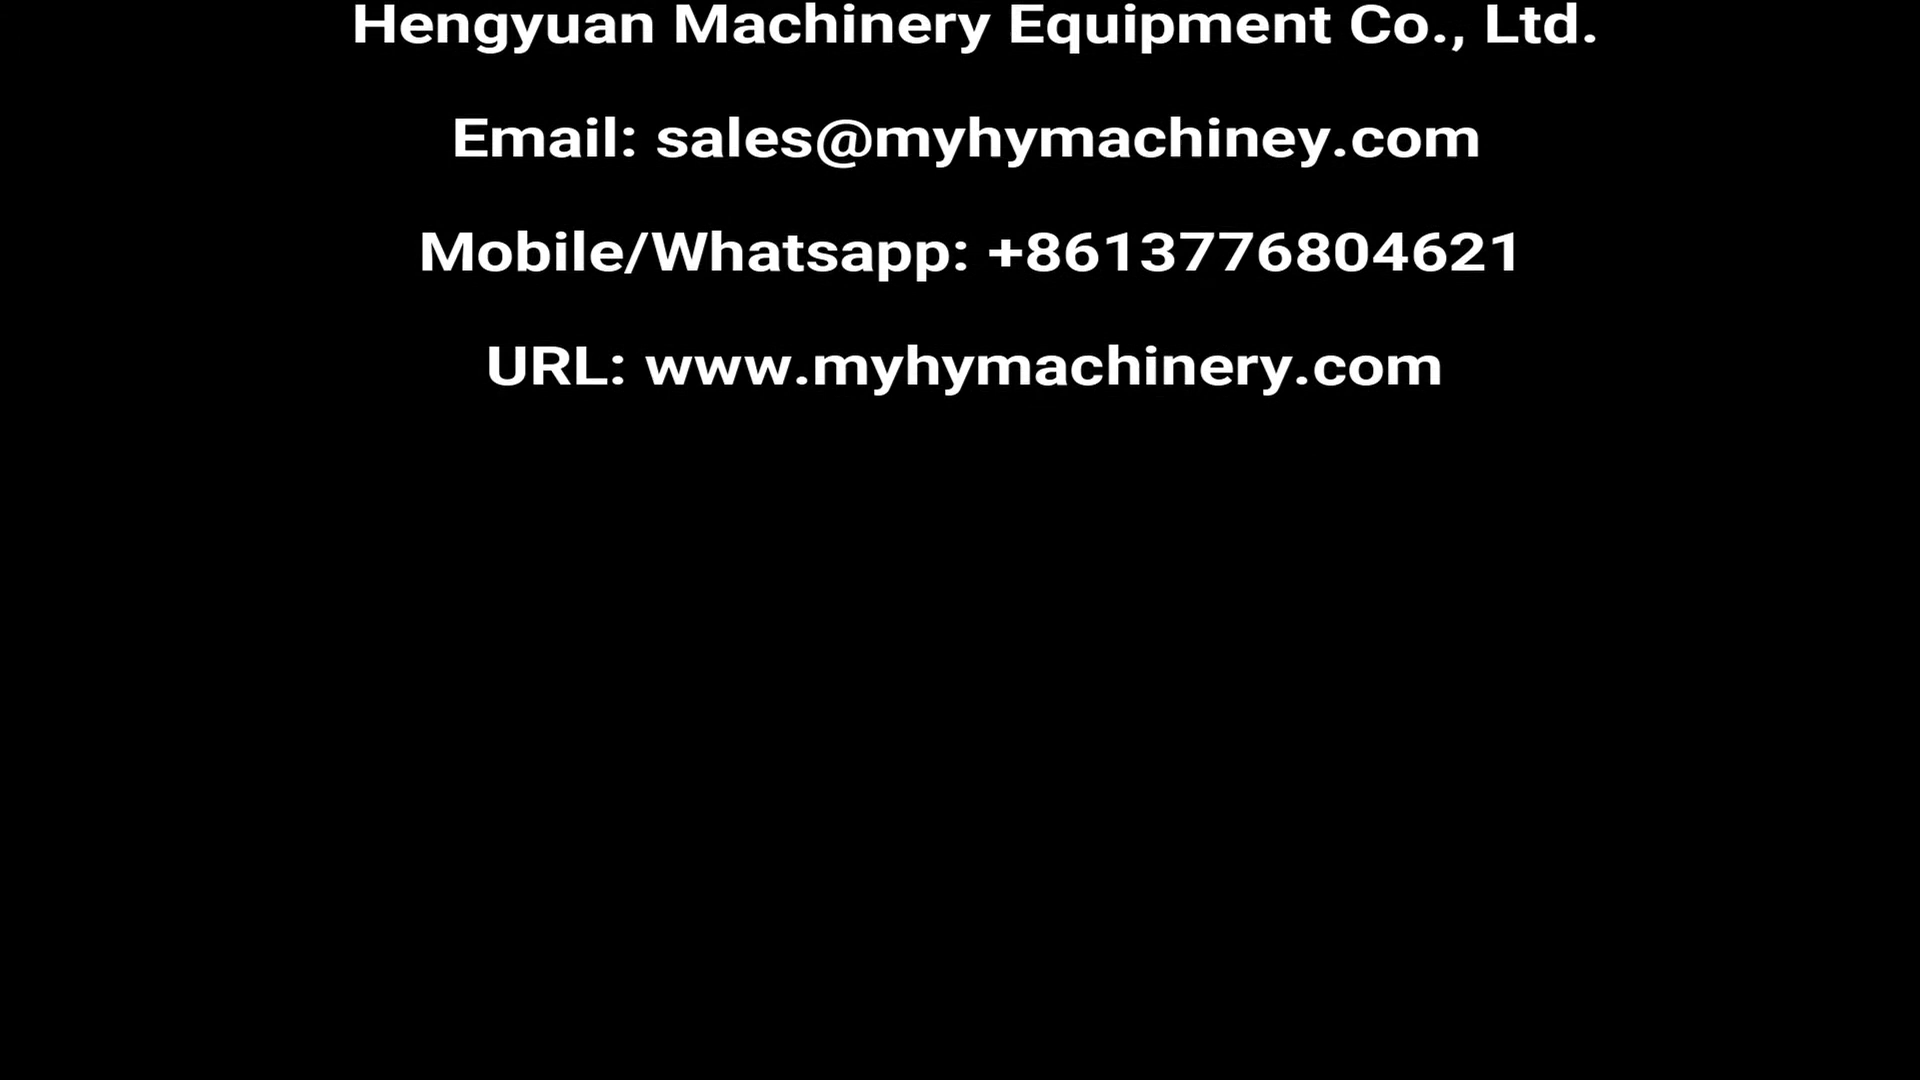 Hengyuan Machinery Equipment Co., Ltd.
Email: sales@myhymachiney.com
Mobile/Whatsapp: +8613776804621
URL: www.myhymachinery.com